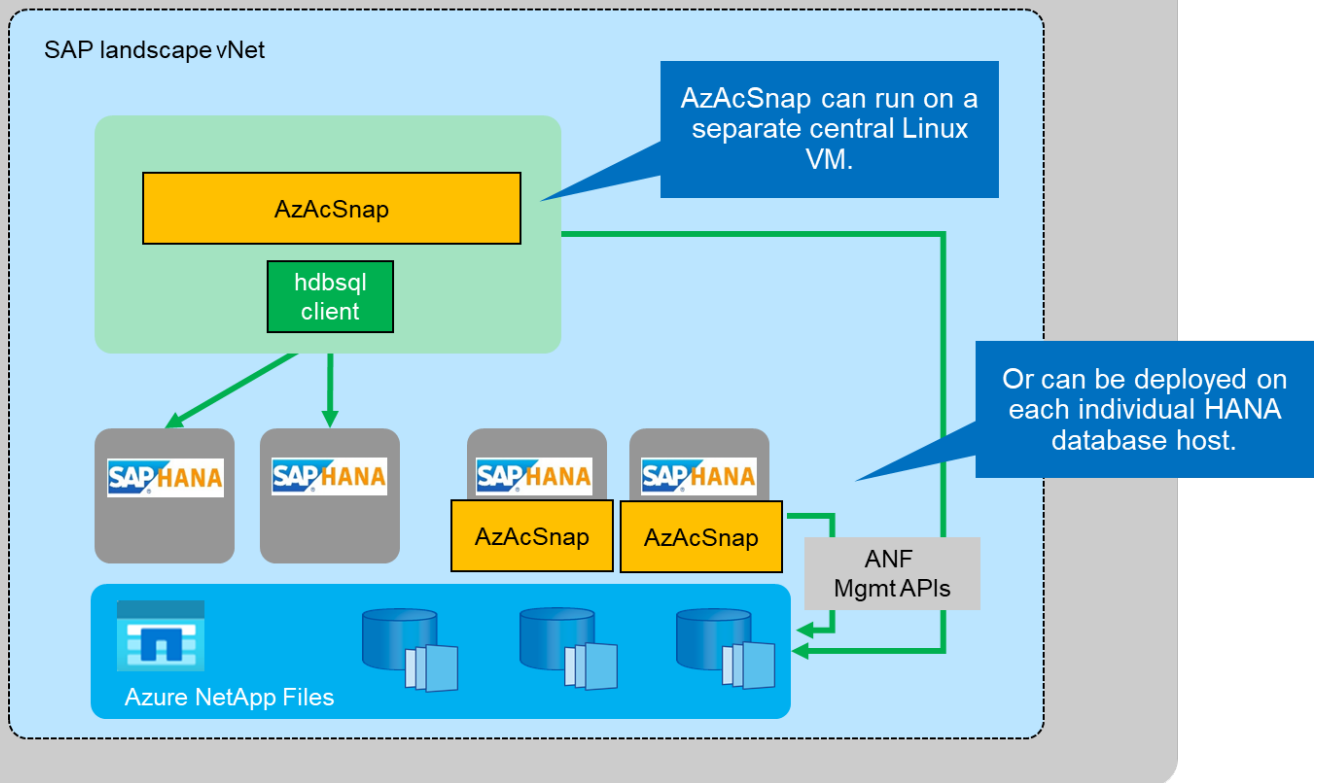 SAP landscape vNet
AzAcSnap can run on a
separate central Linux
VM.
AzAcSnap
hdbsql
client
Or can be deployed on
each individual HANA
database host.
SAP HANA
SAP HANA
SAP HANA
SAP HANA
AzAcSnap
AzAcSnap
ANF
Mgmt APIs
Azure NetApp Files